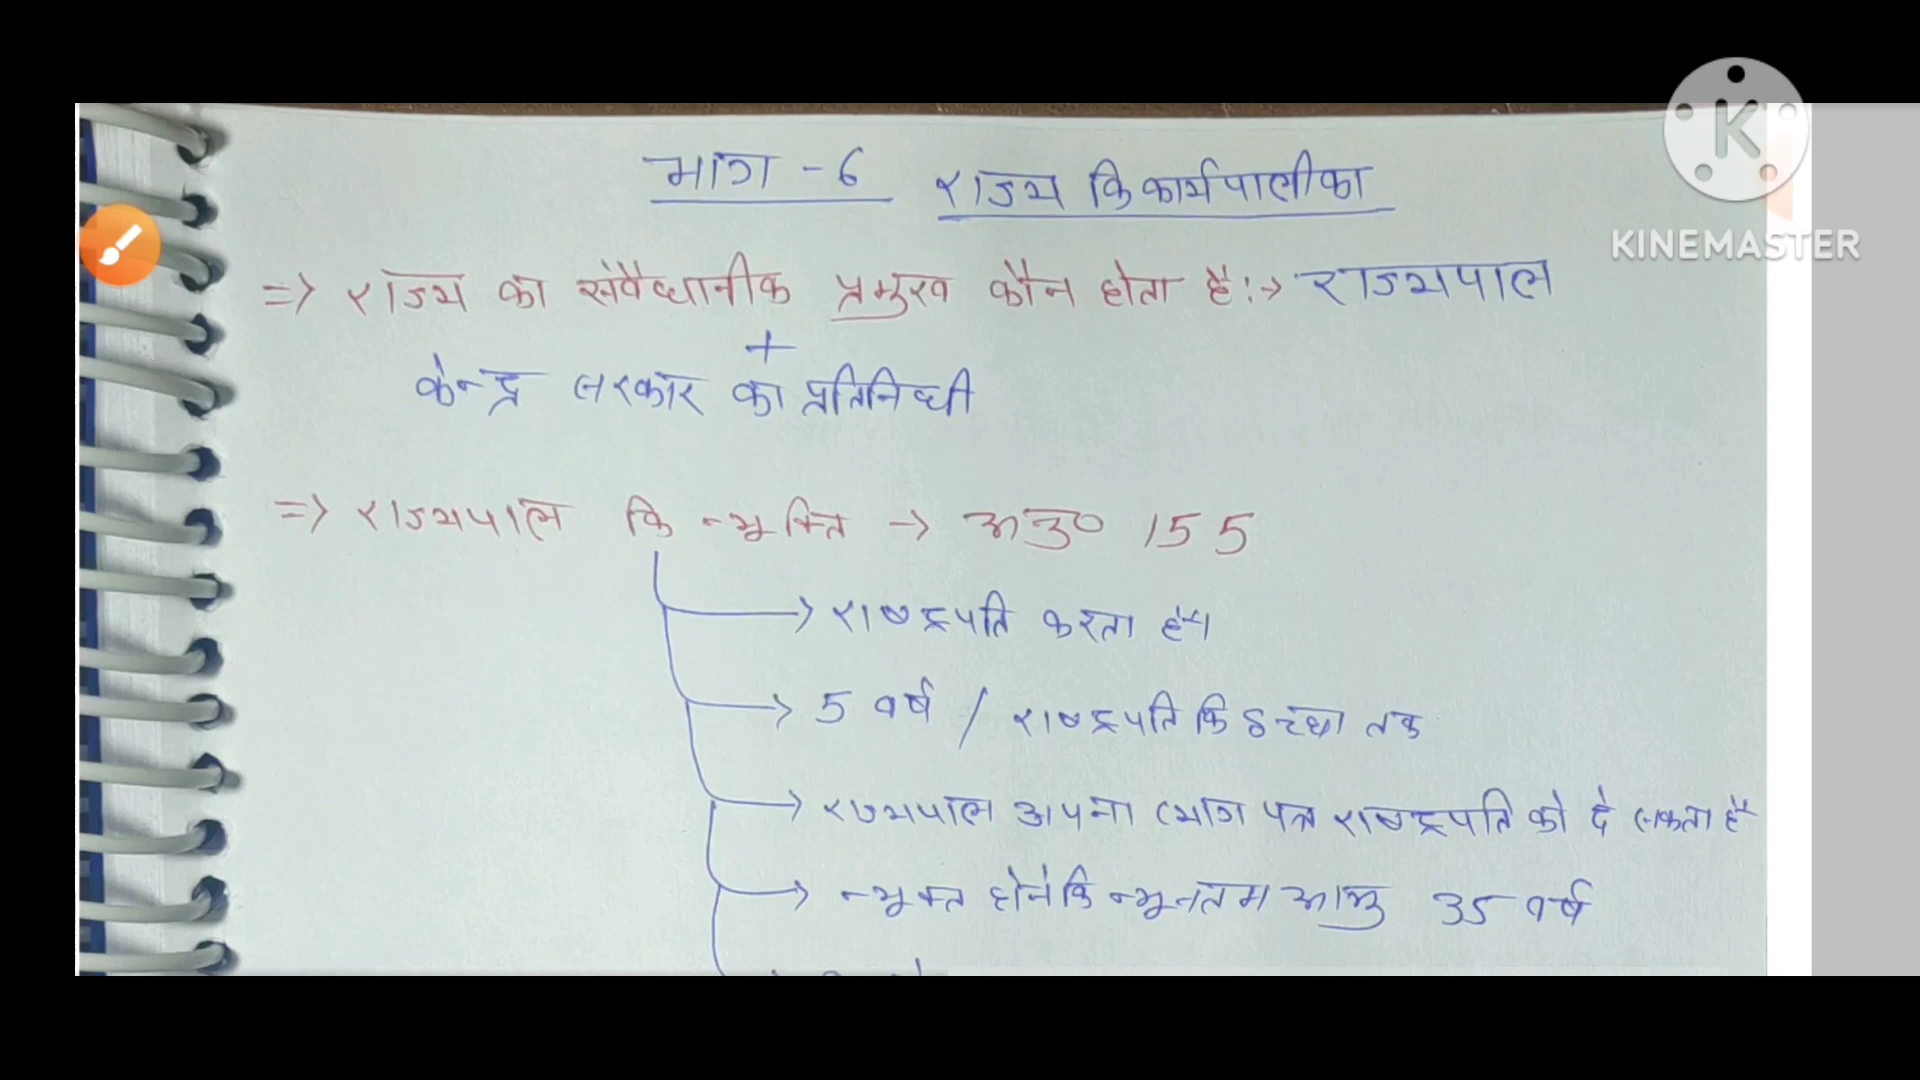 भाग - 6 राज्य कि कार्यपालीका
=> राज्य का संवैधानीक प्रमुख कौन होता है :-> राज्यपाल
+
केन्द्र सरकार का प्रतिनिधी
=> राज्यपाल कि न्युक्ति -> अनु० 155
-> राष्ट्रपति करता है।
-> 5 वर्ष / राष्ट्रपति कि इच्छा तक
-> राज्यपाल अपना त्याग पत्र राष्ट्रपति को दे सकता है
-> न्युक्त होने कि न्युनतम आयु 35 वर्ष
K
KINEMASTER